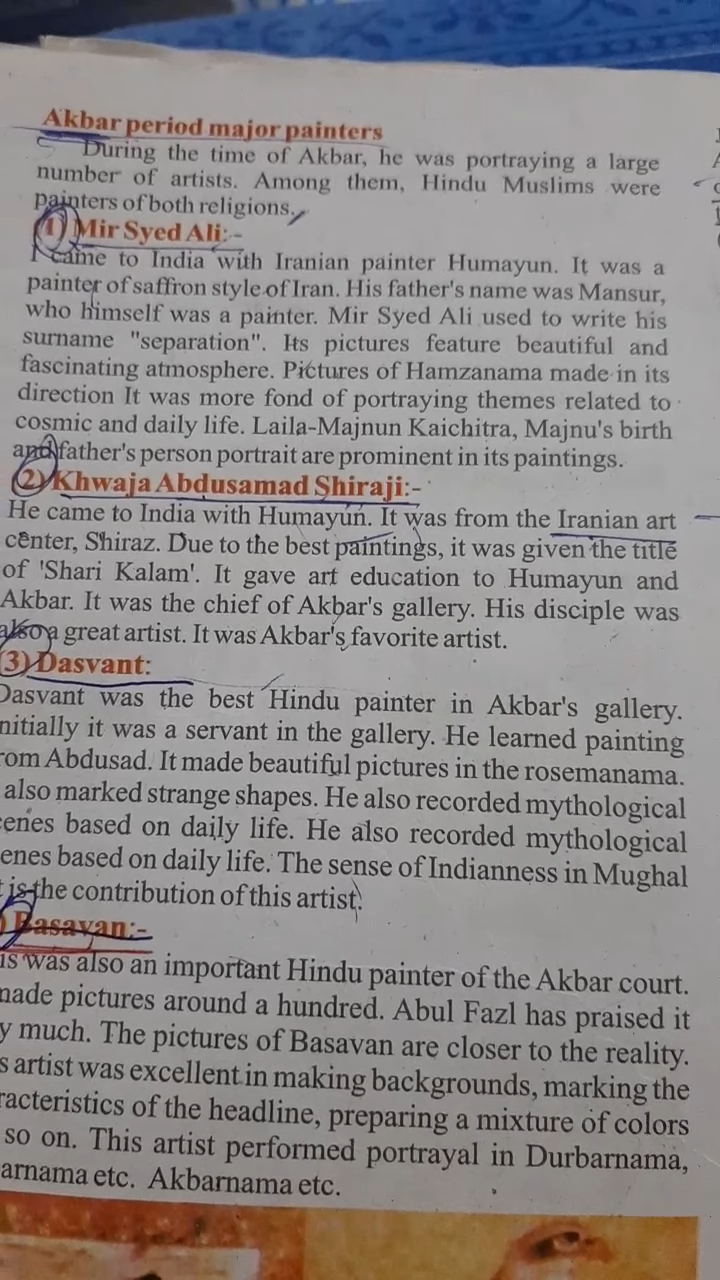 Akbar period major painters
During the time of Akbar, he was portraying a large
number of artists. Among them, Hindu Muslims were
painters of both religions.
(1) Mir Syed Ali:-
I came to India with Iranian painter Humayun. It was a
painter of saffron style of Iran. His father's name was Mansur,
who himself was a painter. Mir Syed Ali used to write his
surname "separation". Its pictures feature beautiful and
fascinating atmosphere. Pictures of Hamzanama made in its
direction It was more fond of portraying themes related to
cosmic and daily life. Laila-Majnun Kaichitra, Majnu's birth
and father's person portrait are prominent in its paintings.
(2) Khwaja Abdusamad Shiraji:-
He came to India with Humayun. It was from the Iranian art
center, Shiraz. Due to the best paintings, it was given the title
of 'Shari Kalam'. It gave art education to Humayun and
Akbar. It was the chief of Akbar's gallery. His disciple was
also a great artist. It was Akbar's favorite artist.
(3) Dasvant:
Dasvant was the best Hindu painter in Akbar's gallery.
nitially it was a servant in the gallery. He learned painting
rom Abdusad. It made beautiful pictures in the rosemanama.
also marked strange shapes. He also recorded mythological
cenes based on daily life. He also recorded mythological
enes based on daily life. The sense of Indianness in Mughal
t is the contribution of this artist.
) Basavan:-
is was also an important Hindu painter of the Akbar court.
made pictures around a hundred. Abul Fazl has praised it
y much. The pictures of Basavan are closer to the reality.
s artist was excellent in making backgrounds, marking the
racteristics of the headline, preparing a mixture of colors
so on. This artist performed portrayal in Durbarnama,
arnama etc. Akbarnama etc.